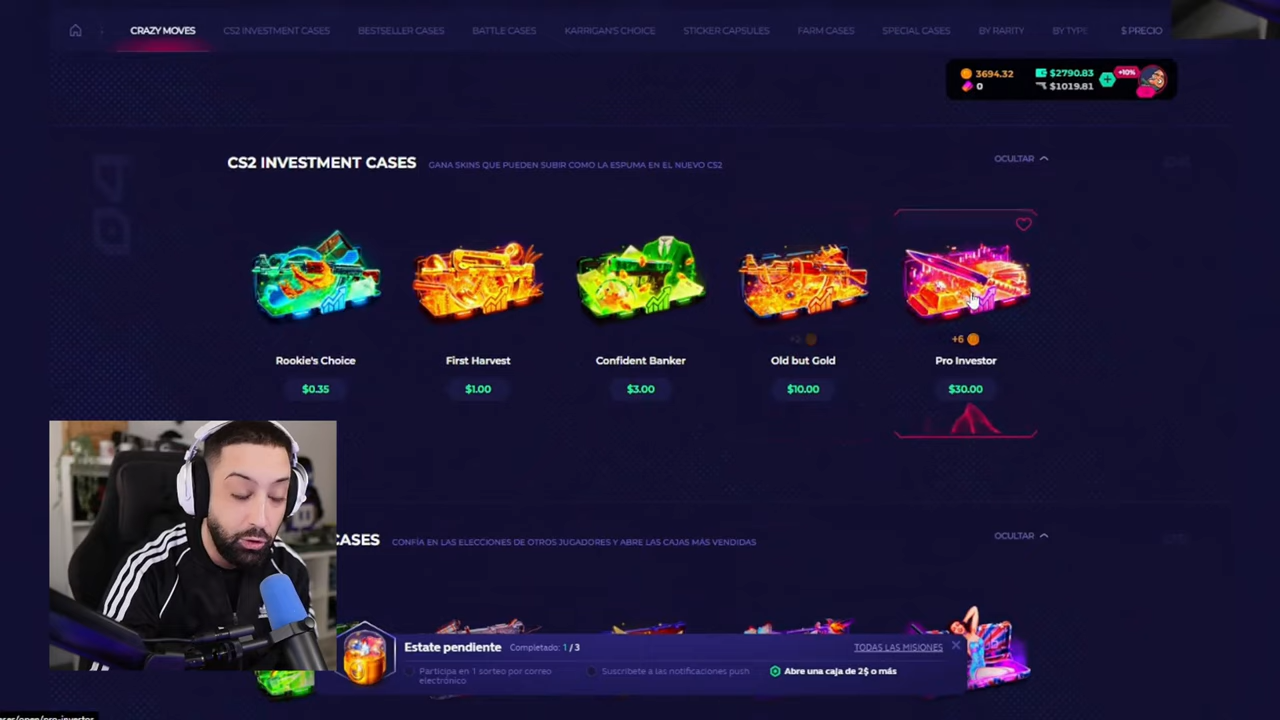 CRAZY MOVES CS2 INVESTMENT CASES BESTSELLER CASES BATTLE CASES KARRIGAN'S CHOICE STICKER CAPSULES FARM CASES SPECIAL CASES BY RARITY BY TYPE $ PRECIO
3694.32 $2790.83 +10%
0 $1019.81
CS2 INVESTMENT CASES GANA SKINS QUE PUEDEN SUBIR COMO LA ESPUMA EN EL NUEVO CS2 OCULTAR
04
+6
Rookie's Choice First Harvest Confident Banker Old but Gold Pro Investor
$0.35 $1.00 $3.00 $10.00 $30.00
CASES CONFÍA EN LAS ELECCIONES DE OTROS JUGADORES Y ABRE LAS CAJAS MÁS VENDIDAS OCULTAR
Estate pendiente Completado: 1 / 3 TODAS LAS MISIONES
Participa en 1 sorteo por correo electrónico
Suscríbete a las notificaciones push
Abre una caja de 2$ o más
ases/open/pro-investor